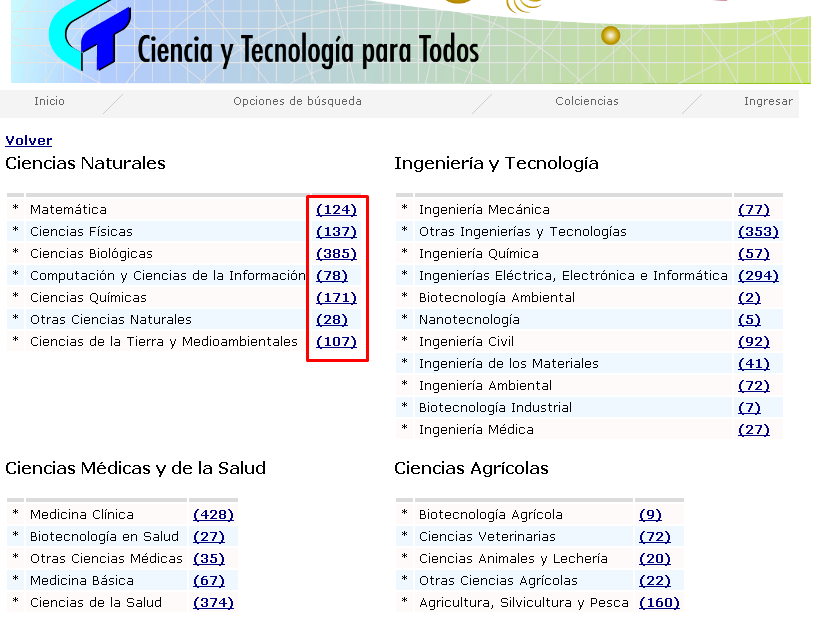 Ciencia y Tecnología para Todos
Inicio Opciones de búsqueda Colciencias Ingresar
Volver
Ciencias Naturales
* Matemática (124)
* Ciencias Físicas (137)
* Ciencias Biológicas (385)
* Computación y Ciencias de la Información (78)
* Ciencias Químicas (171)
* Otras Ciencias Naturales (28)
* Ciencias de la Tierra y Medioambientales (107)
Ingeniería y Tecnología
* Ingeniería Mecánica (77)
* Otras Ingenierías y Tecnologías (353)
* Ingeniería Química (57)
* Ingenierías Eléctrica, Electrónica e Informática (294)
* Biotecnología Ambiental (2)
* Nanotecnología (5)
* Ingeniería Civil (92)
* Ingeniería de los Materiales (41)
* Ingeniería Ambiental (72)
* Biotecnología Industrial (7)
* Ingeniería Médica (27)
Ciencias Médicas y de la Salud
* Medicina Clínica (428)
* Biotecnología en Salud (27)
* Otras Ciencias Médicas (35)
* Medicina Básica (67)
* Ciencias de la Salud (374)
Ciencias Agrícolas
* Biotecnología Agrícola (9)
* Ciencias Veterinarias (72)
* Ciencias Animales y Lechería (20)
* Otras Ciencias Agrícolas (22)
* Agricultura, Silvicultura y Pesca (160)